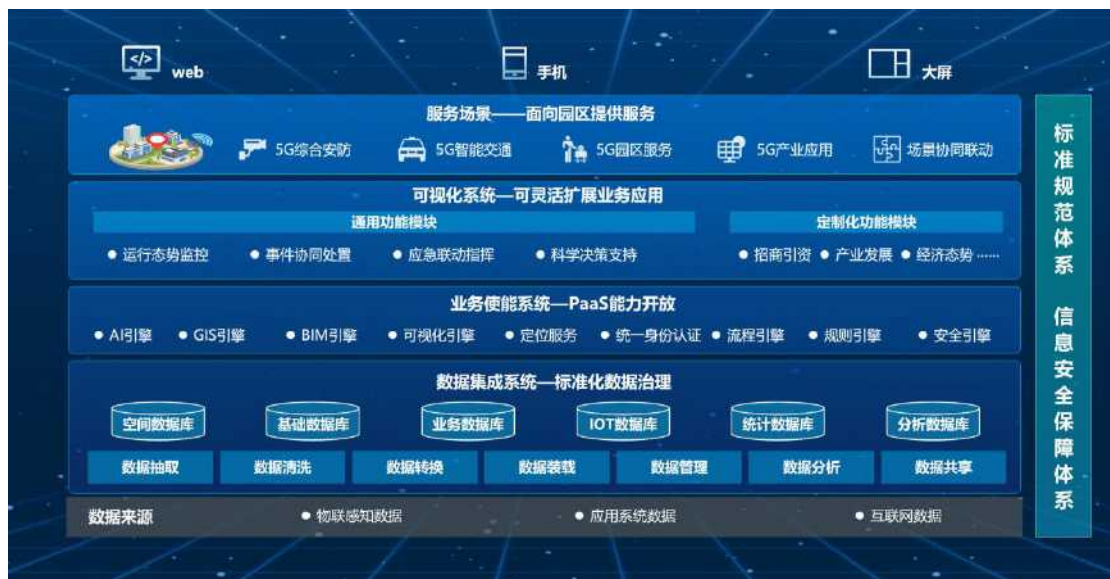 web 手机 大屏
服务场景——面向园区提供服务
5G综合安防 5G智能交通 5G园区服务 5G产业应用 场景协同联动
可视化系统—可灵活扩展业务应用
通用功能模块 定制化功能模块
● 运行态势监控 ● 事件协同处置 ● 应急联动指挥 ● 科学决策支持 ● 招商引资 ● 产业发展 ● 经济态势 ······
业务使能系统—PaaS能力开放
● AI引擎 ● GIS引擎 ● BIM引擎 ● 可视化引擎 ● 定位服务 ● 统一身份认证 ● 流程引擎 ● 规则引擎 ● 安全引擎
数据集成系统—标准化数据治理
空间数据库 基础数据库 业务数据库 IOT数据库 统计数据库 分析数据库
数据抽取 数据清洗 数据转换 数据装载 数据管理 数据分析 数据共享
数据来源 ● 物联感知数据 ● 应用系统数据 ● 互联网数据
标准规范体系 信息安全保障体系